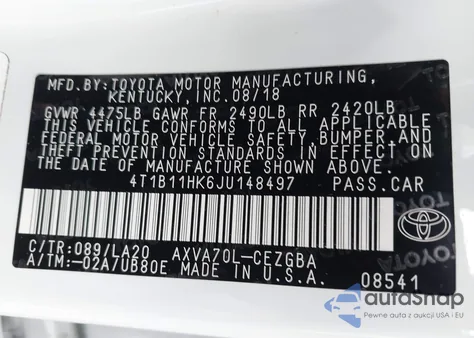 MFD.BY:TOYOTA MOTOR MANUFACTURING,
KENTUCKY, INC.08/18
GVWR 4475LB GAWR FR 2490LB RR 2420LB
THIS VEHICLE CONFORMS TO ALL APPLICABLE
FEDERAL MOTOR VEHICLE SAFETY,BUMPER,AND
THEFT PREVENTION STANDARDS IN EFFECT ON
THE DATE OF MANUFACTURE SHOWN ABOVE.
4T1B11HK6JU148497 PASS.CAR
C/TR:089/LA20 AXVA70L-CEZGBA
A/TM:-02A/UB80E MADE IN U.S.A.
TOYOTA
08541
autoshap
Pewne auta z aukcji USA i EU